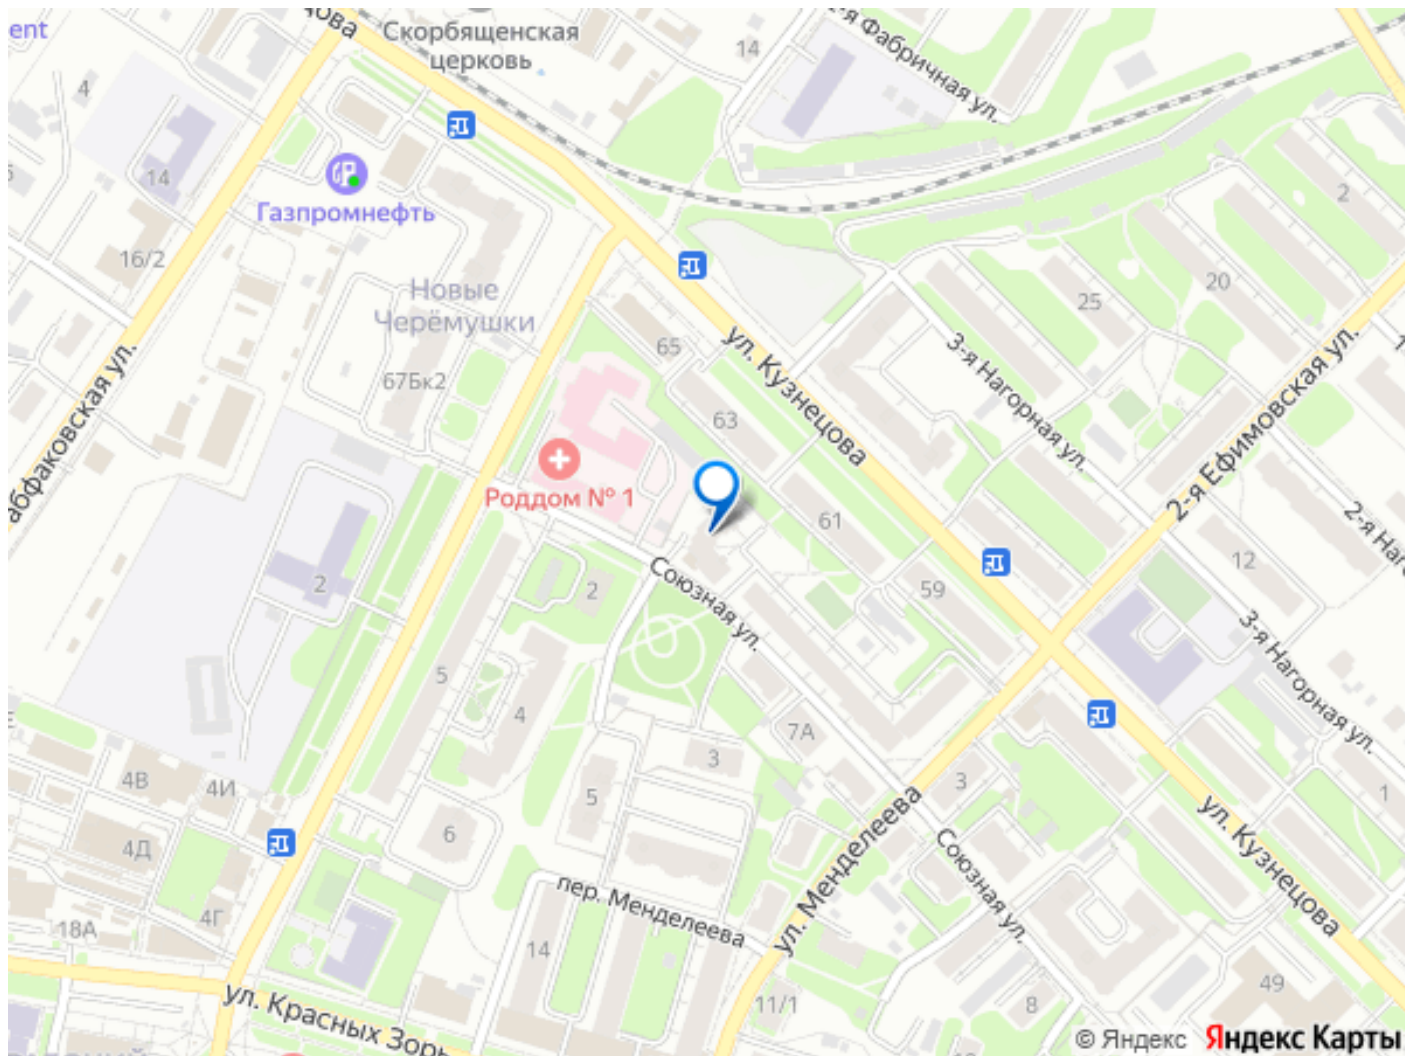 ent
Скорбященская
церковь
14
2-я Фабричная ул.
4
14
Газпромнефть
16/2
Новые
Черёмушки
67Бк2
65
63
61
59
ул. Кузнецова
25
20
2
3-я Нагорная ул.
2-я Ефимовская ул.
12
3-я Нагорная ул.
1
Роддом № 1
2
2
Союзная ул.
5
4
7А
3
5
3
6
4В
4И
4Д
4Г
18А
ул. Менделеева
пер. Менделеева
14
11/1
Союзная ул.
8
49
ул. Кузнецова
ул. Красных Зорь
© Яндекс Яндекс Карты